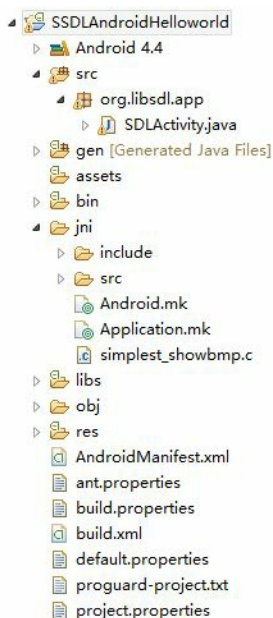 SSDLAndroidHelloworld
Android 4.4
src
org.libsdl.app
SDLActivity.java
gen [Generated Java Files]
assets
bin
jni
include
src
Android.mk
Application.mk
simplest_showbmp.c
libs
obj
res
AndroidManifest.xml
ant.properties
build.properties
build.xml
default.properties
proguard-project.txt
project.properties